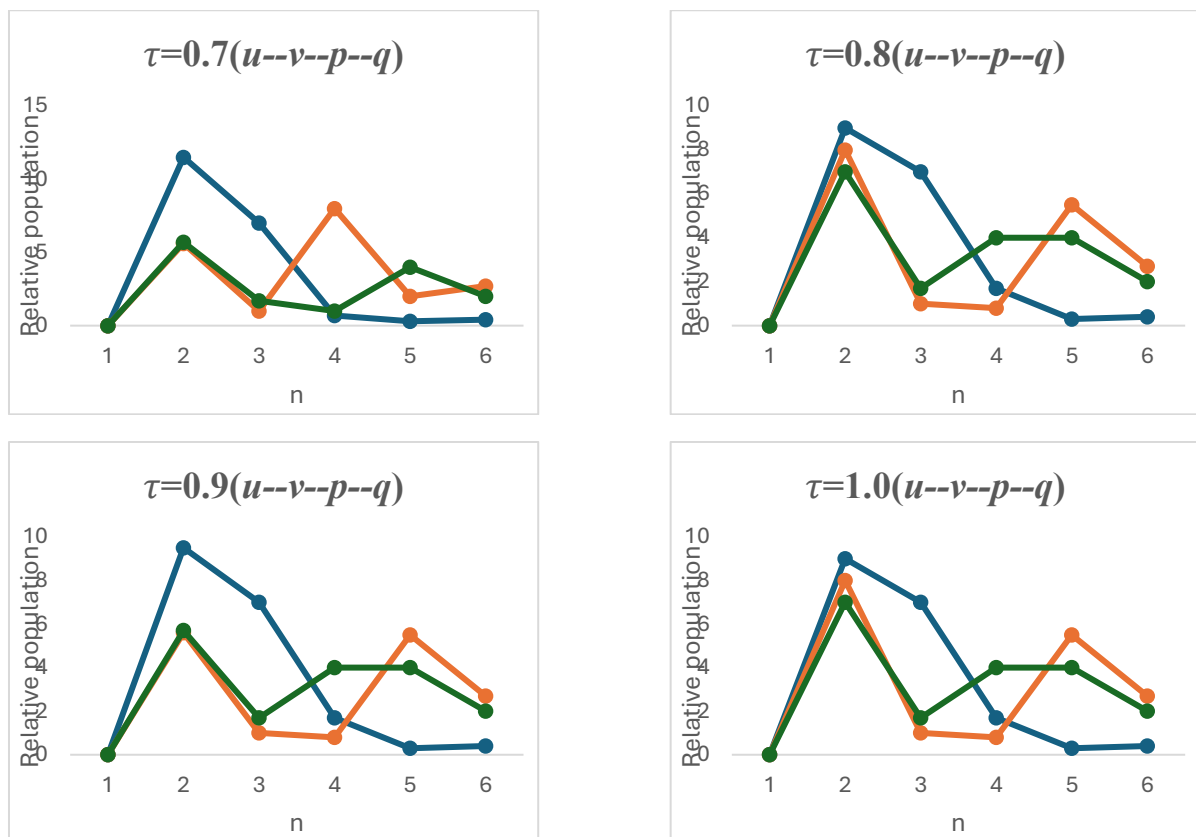 τ=0.7(u--v--p--q)
Relative population
15
10
5
0
1 2 3 4 5 6
n
τ=0.8(u--v--p--q)
Relative population
10
8
6
4
2
0
1 2 3 4 5 6
n
τ=0.9(u--v--p--q)
Relative population
10
8
6
4
2
0
1 2 3 4 5 6
n
τ=1.0(u--v--p--q)
Relative population
10
8
6
4
2
0
1 2 3 4 5 6
n